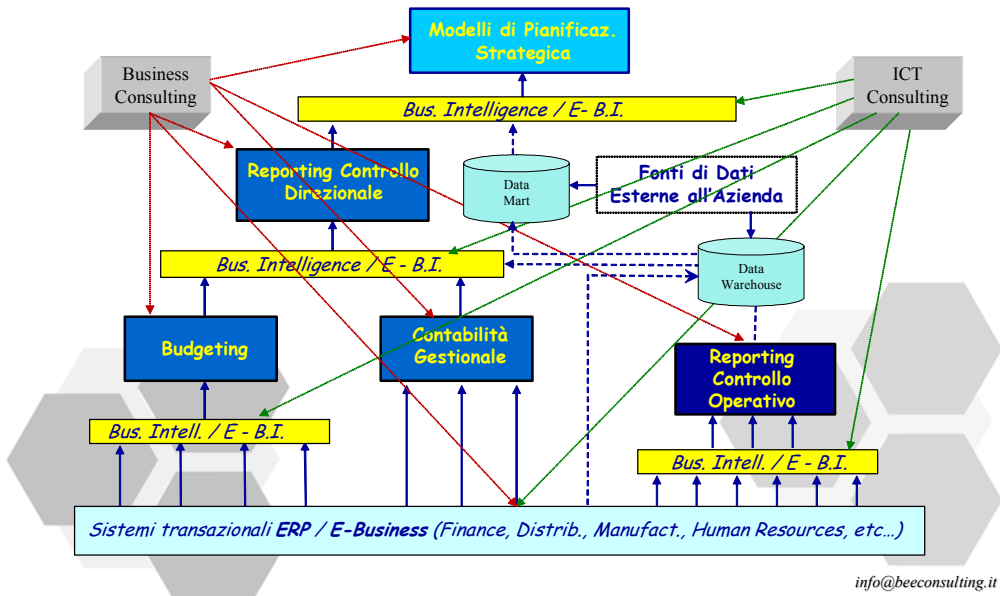 Modelli di Pianificaz.
Strategica
Business
Consulting
ICT
Consulting
Bus. Intelligence / E- B.I.
Reporting Controllo
Direzionale
Data
Mart
Fonti di Dati
Esterne all'Azienda
Bus. Intelligence / E - B.I.
Data
Warehouse
Budgeting
Contabilità
Gestionale
Reporting
Controllo
Operativo
Bus. Intell. / E - B.I.
Bus. Intell. / E - B.I.
Sistemi transazionali ERP / E-Business (Finance, Distrib., Manufact., Human Resources, etc…)
info@beeconsulting.it